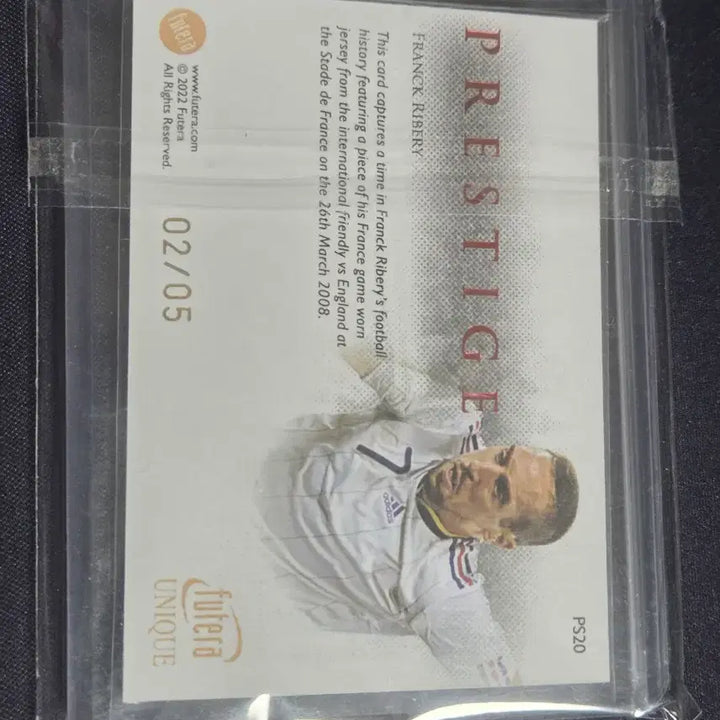 PS20
PRESTIGE
FRANCK RIBERY
This card captures a time in Franck Ribery's football
history featuring a piece of his France game worn
jersey from the international friendly vs England at
the Stade de France on the 26th March 2008.
7
adidas
futera
www.futera.com
© 2022 Futera
All Rights Reserved.
02/05
futera
UNIQUE